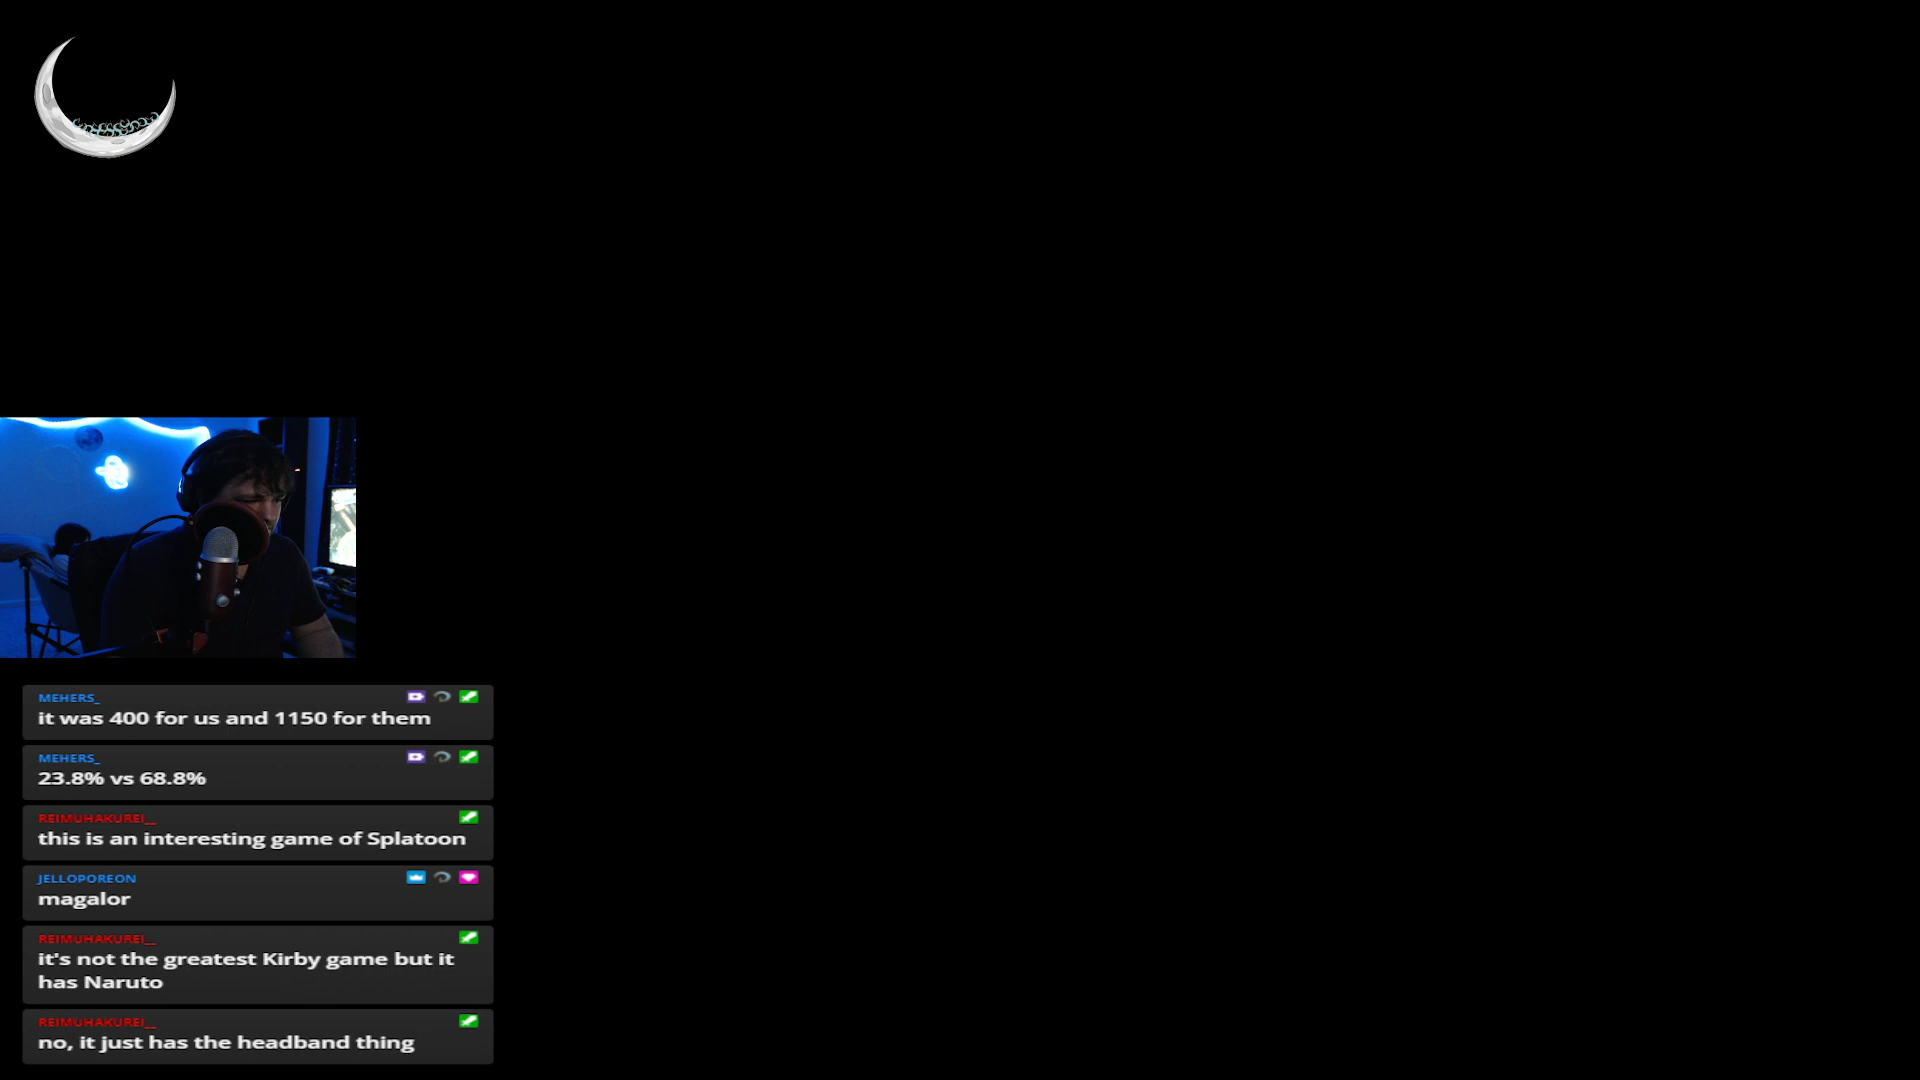 MEHERS_
it was 400 for us and 1150 for them
MEHERS_
23.8% vs 68.8%
REIMUHAKUREI__
this is an interesting game of Splatoon
JELLOPOREON
magalor
REIMUHAKUREI__
it's not the greatest Kirby game but it
has Naruto
REIMUHAKUREI__
no, it just has the headband thing